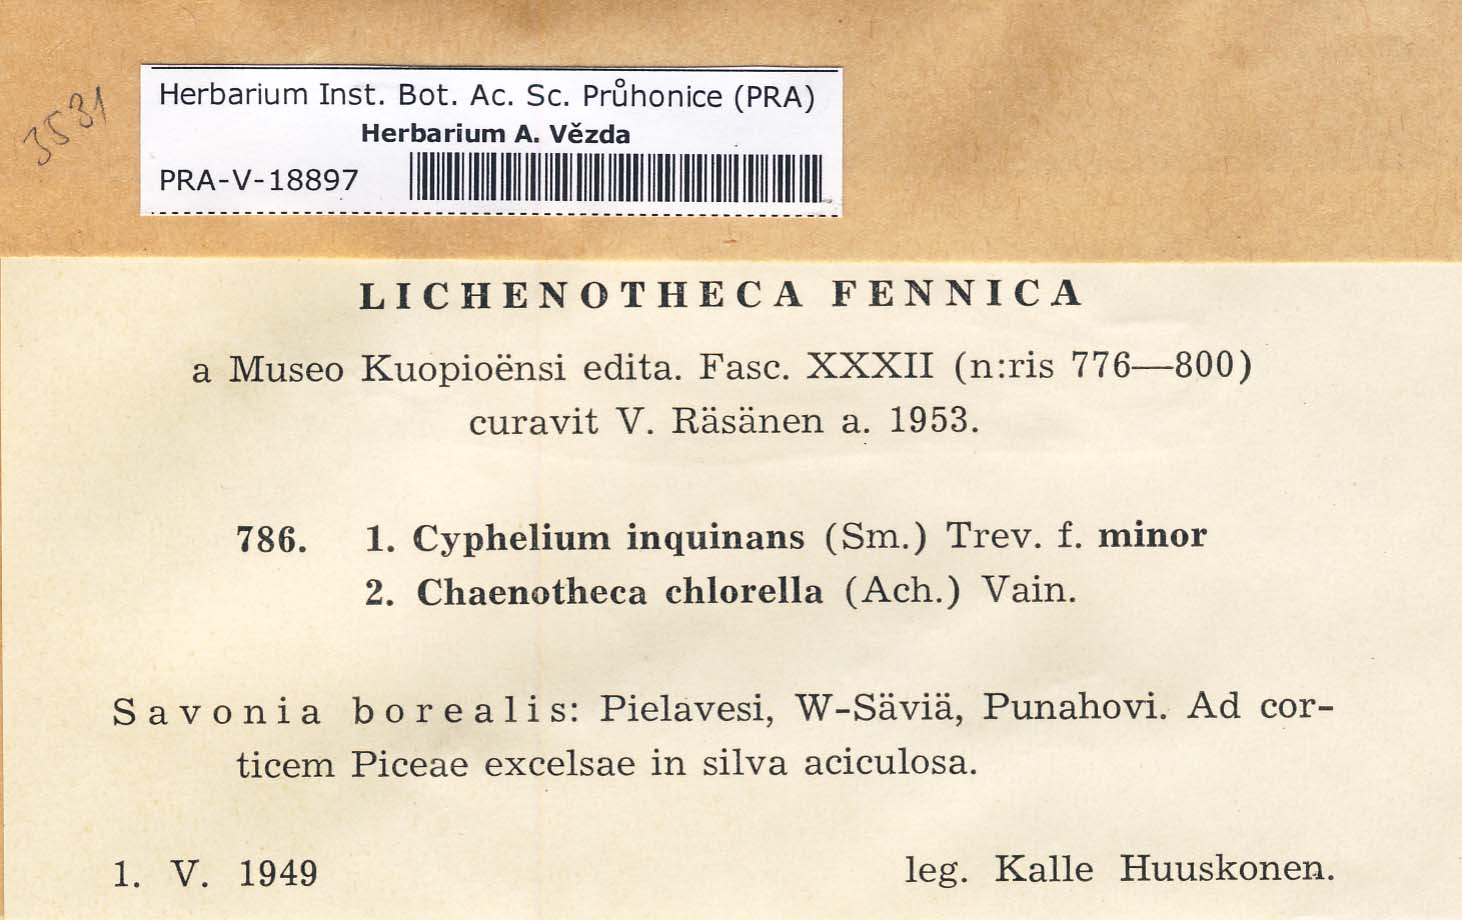 3531
Herbarium Inst. Bot. Ac. Sc. Průhonice (PRA)
Herbarium A. Vězda
PRA-V-18897
LICHENOTHECA FENNICA
a Museo Kuopioënsi edita. Fasc. XXXII (n:ris 776—800)
curavit V. Räsänen a. 1953.
786. 1. Cyphelium inquinans (Sm.) Trev. f. minor
2. Chaenotheca chlorella (Ach.) Vain.
Savonia borealis: Pielavesi, W-Säviä, Punahovi. Ad cor-
ticem Piceae excelsae in silva aciculosa.
1. V. 1949 leg. Kalle Huuskonen.